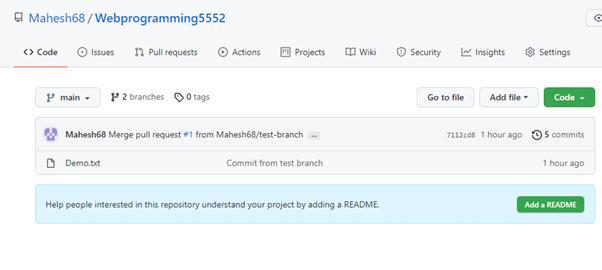 Mahesh68 / Webprogramming5552
Code Issues Pull requests Actions Projects Wiki Security Insights Settings
main 2 branches 0 tags Go to file Add file Code
Mahesh68 Merge pull request #1 from Mahesh68/test-branch ... 7112cd8 1 hour ago 5 commits
Demo.txt Commit from test branch 1 hour ago
Help people interested in this repository understand your project by adding a README. Add a README